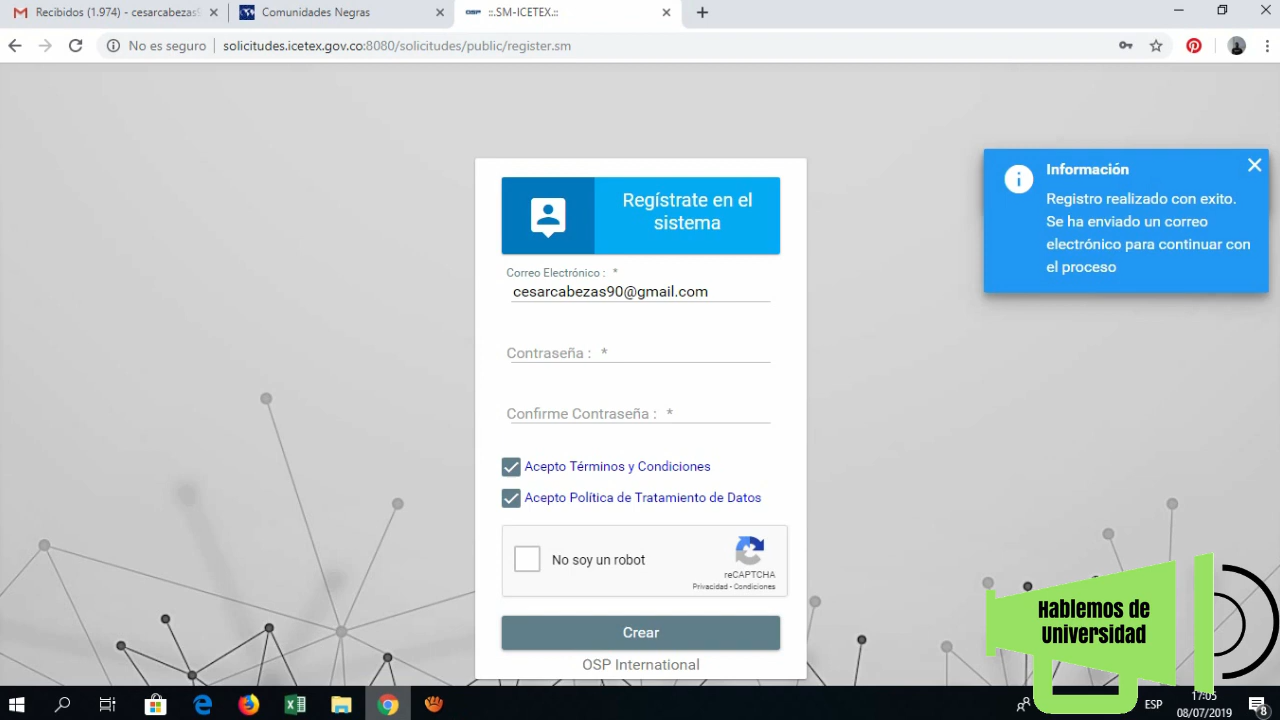 Recibidos (1.974) - cesarcabezas
Comunidades Negras
OSP
::.SM-ICETEX.::
No es seguro
solicitudes.icetex.gov.co:8080/solicitudes/public/register.sm
Información
Registro realizado con exito.
Se ha enviado un correo
electrónico para continuar con
el proceso
Regístrate en el
sistema
Correo Electrónico : *
cesarcabezas90@gmail.com
Contraseña : *
Confirme Contraseña : *
Acepto Términos y Condiciones
Acepto Política de Tratamiento de Datos
No soy un robot
reCAPTCHA
Privacidad - Condiciones
Crear
OSP International
Hablemos de
Universidad
ESP
17:05
08/07/2019
8